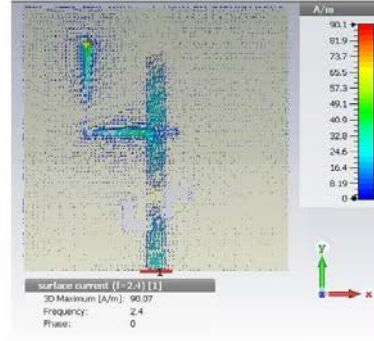 A/m
90.1
81.9
73.7
65.5
57.3
49.1
40.9
32.8
24.6
16.4
8.19
0
1
y
x
surface current (f=2.4) [1]
3D Maximum [A/m]: 90.07
Frequency: 2.4
Phase: 0